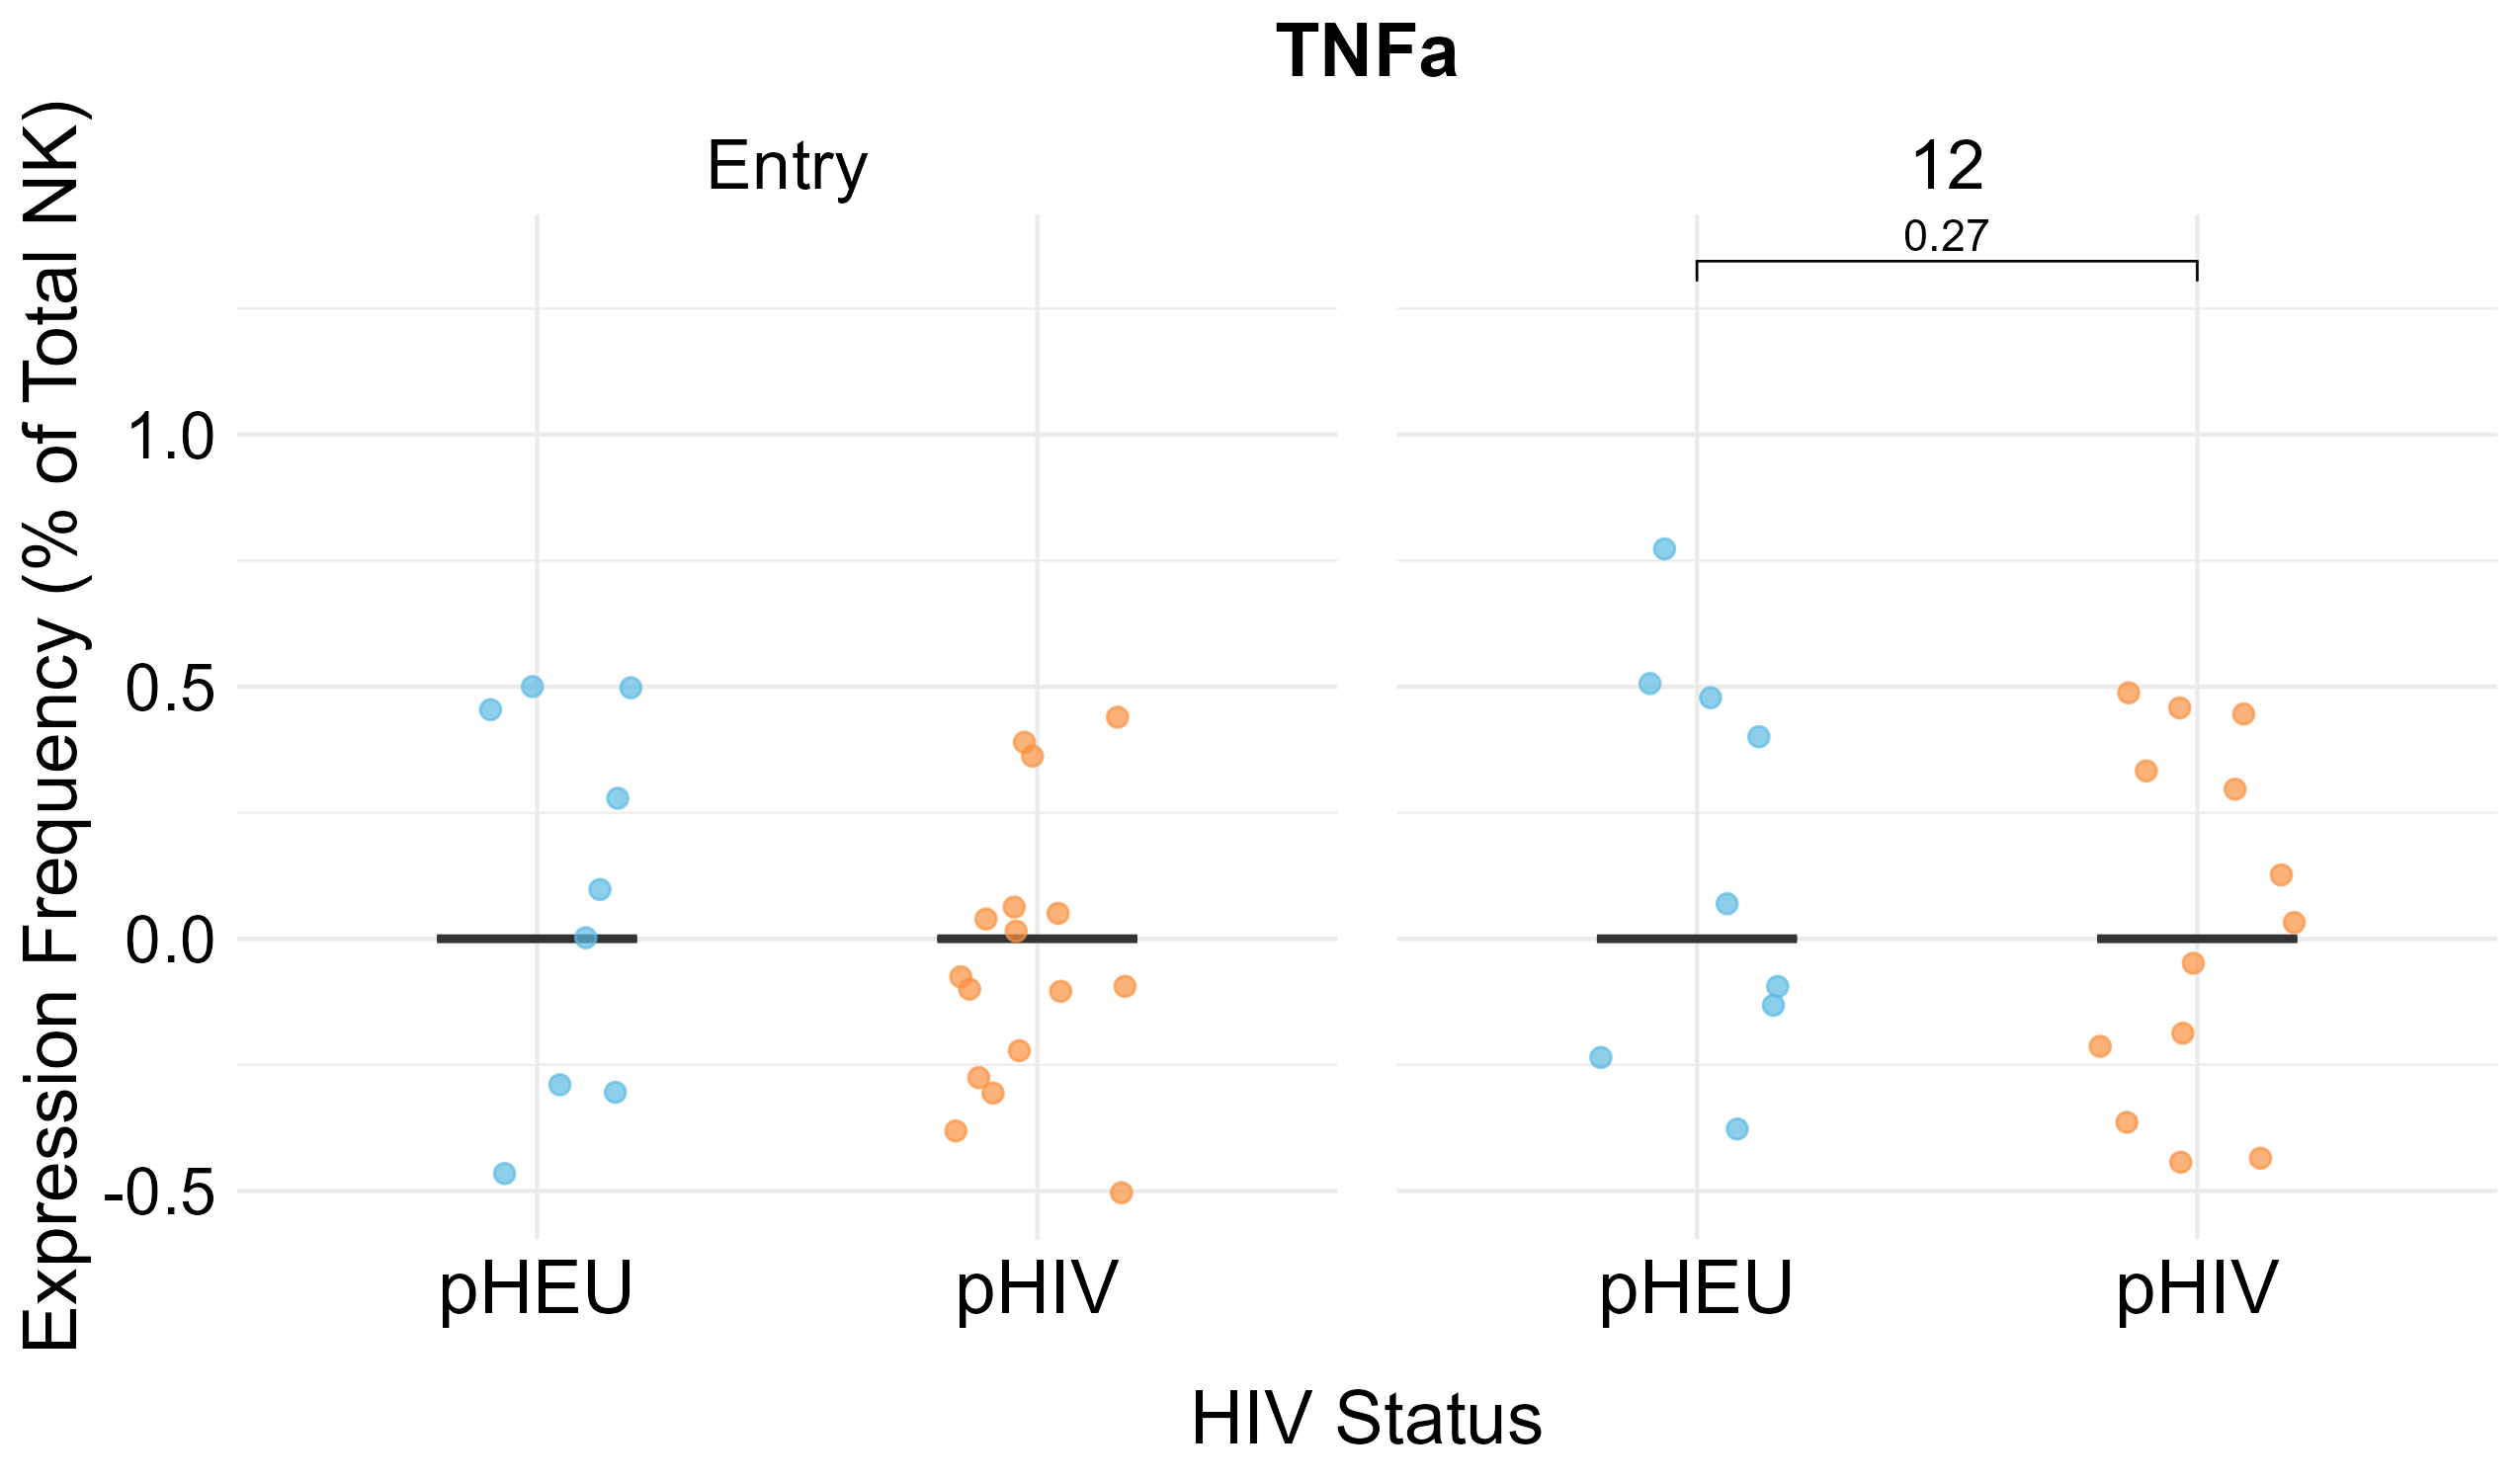 TNFa
Entry
12
0.27
Expression Frequency (% of Total NK)
1.0
0.5
0.0
-0.5
pHEU
pHIV
pHEU
pHIV
HIV Status